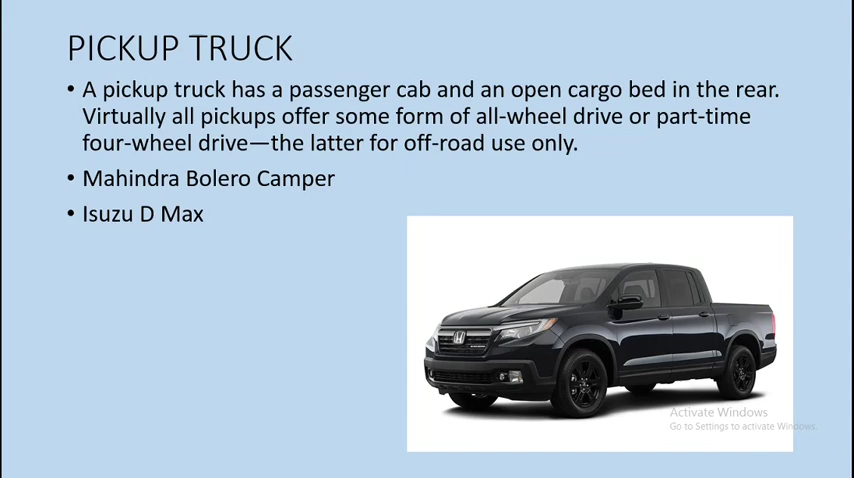 PICKUP TRUCK
• A pickup truck has a passenger cab and an open cargo bed in the rear.
Virtually all pickups offer some form of all-wheel drive or part-time
four-wheel drive—the latter for off-road use only.
• Mahindra Bolero Camper
• Isuzu D Max
Activate Windows
Go to Settings to activate Windows.